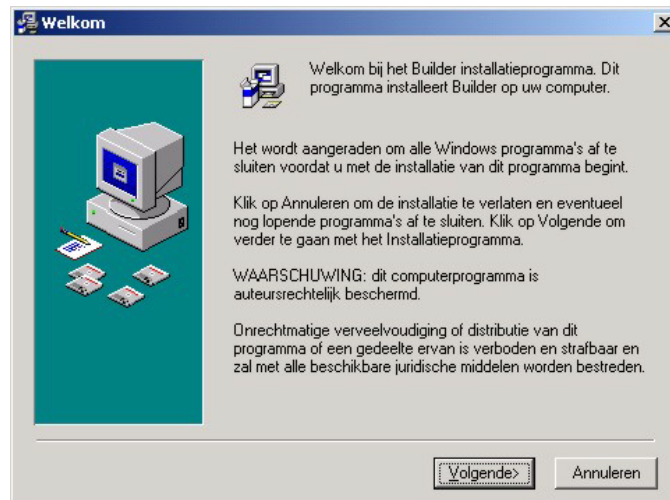 Welkom
Welkom bij het Builder installatieprogramma. Dit
programma installeert Builder op uw computer.
Het wordt aangeraden om alle Windows programma's af te
sluiten voordat u met de installatie van dit programma begint.
Klik op Annuleren om de installatie te verlaten en eventueel
nog lopende programma's af te sluiten. Klik op Volgende om
verder te gaan met het Installatieprogramma.
WAARSCHUWING: dit computerprogramma is
auteursrechtelijk beschermd.
Onrechtmatige verveelvoudiging of distributie van dit
programma of een gedeelte ervan is verboden en strafbaar en
zal met alle beschikbare juridische middelen worden bestreden.
Volgende> Annuleren